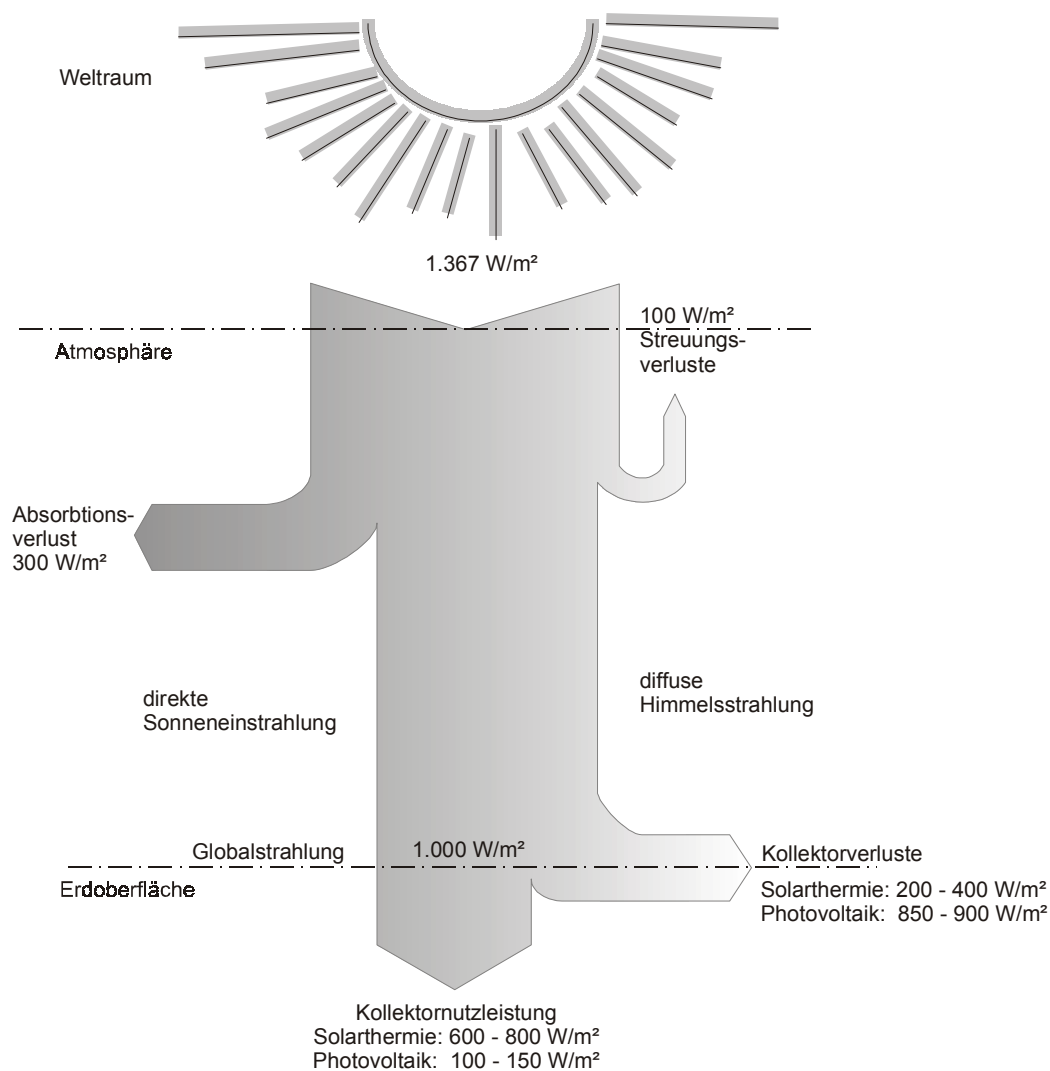 Weltraum
1.367 W/m²
100 W/m²
Streuungs-
verluste
Atmosphäre
Absorbtions-
verlust
300 W/m²
direkte
Sonneneinstrahlung
diffuse
Himmelsstrahlung
Globalstrahlung
1.000 W/m²
Kollektorverluste
Erdoberfläche
Solarthermie: 200 - 400 W/m²
Photovoltaik: 850 - 900 W/m²
Kollektornutzleistung
Solarthermie: 600 - 800 W/m²
Photovoltaik: 100 - 150 W/m²